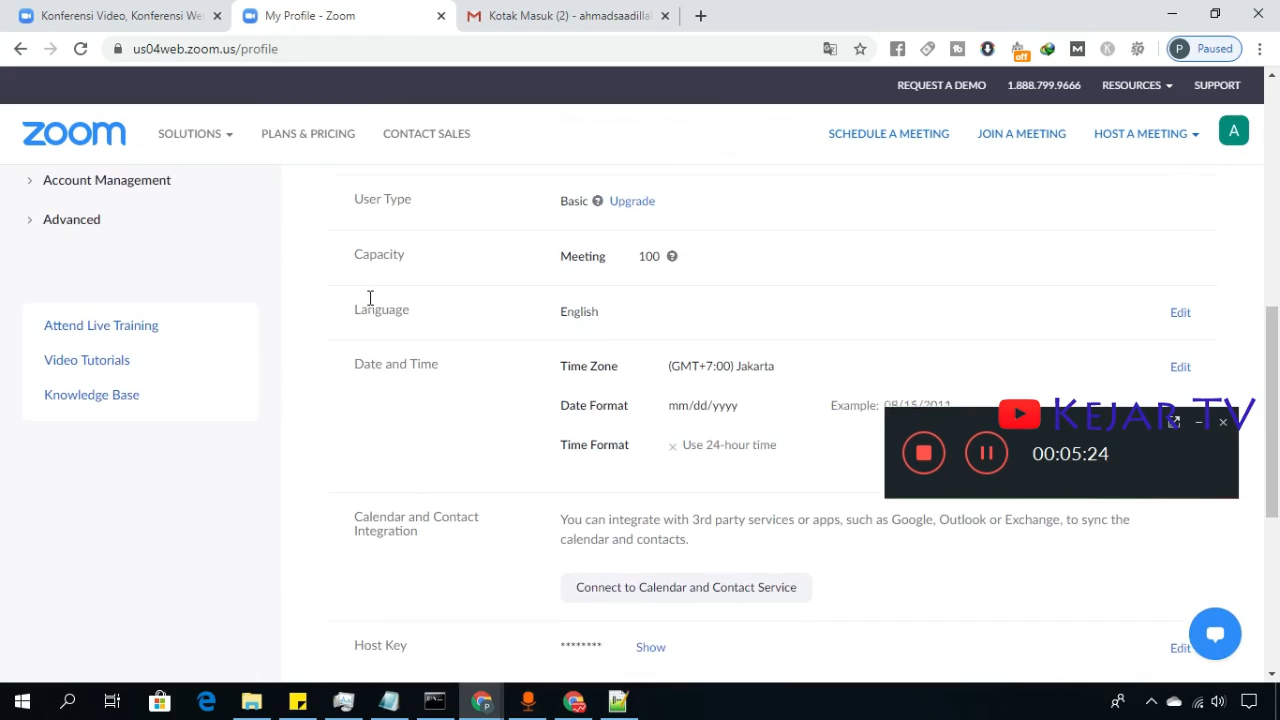 Konferensi Video, Konferensi We
My Profile - Zoom
Kotak Masuk (2) - ahmadsaadilla
us04web.zoom.us/profile
off
P Paused
REQUEST A DEMO 1.888.799.9666 RESOURCES SUPPORT
zoom SOLUTIONS PLANS & PRICING CONTACT SALES SCHEDULE A MEETING JOIN A MEETING HOST A MEETING A
Account Management
Advanced
Attend Live Training
Video Tutorials
Knowledge Base
User Type Basic Upgrade
Capacity Meeting 100
Language English Edit
Date and Time Time Zone (GMT+7:00) Jakarta Edit
Date Format mm/dd/yyyy Example: 08/15/2011
Time Format × Use 24-hour time
KEJAR TV
00:05:24
Calendar and Contact
Integration
You can integrate with 3rd party services or apps, such as Google, Outlook or Exchange, to sync the
calendar and contacts.
Connect to Calendar and Contact Service
Host Key ******** Show Edit